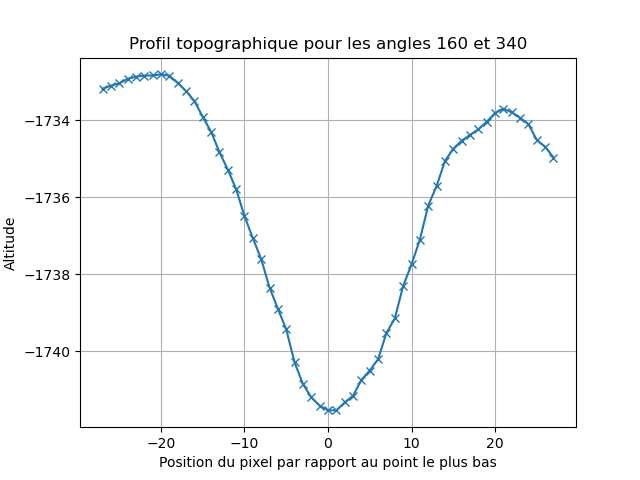 Profil topographique pour les angles 160 et 340
−1734
−1736
−1738
−1740
Altitude
−20 −10 0 10 20
Position du pixel par rapport au point le plus bas